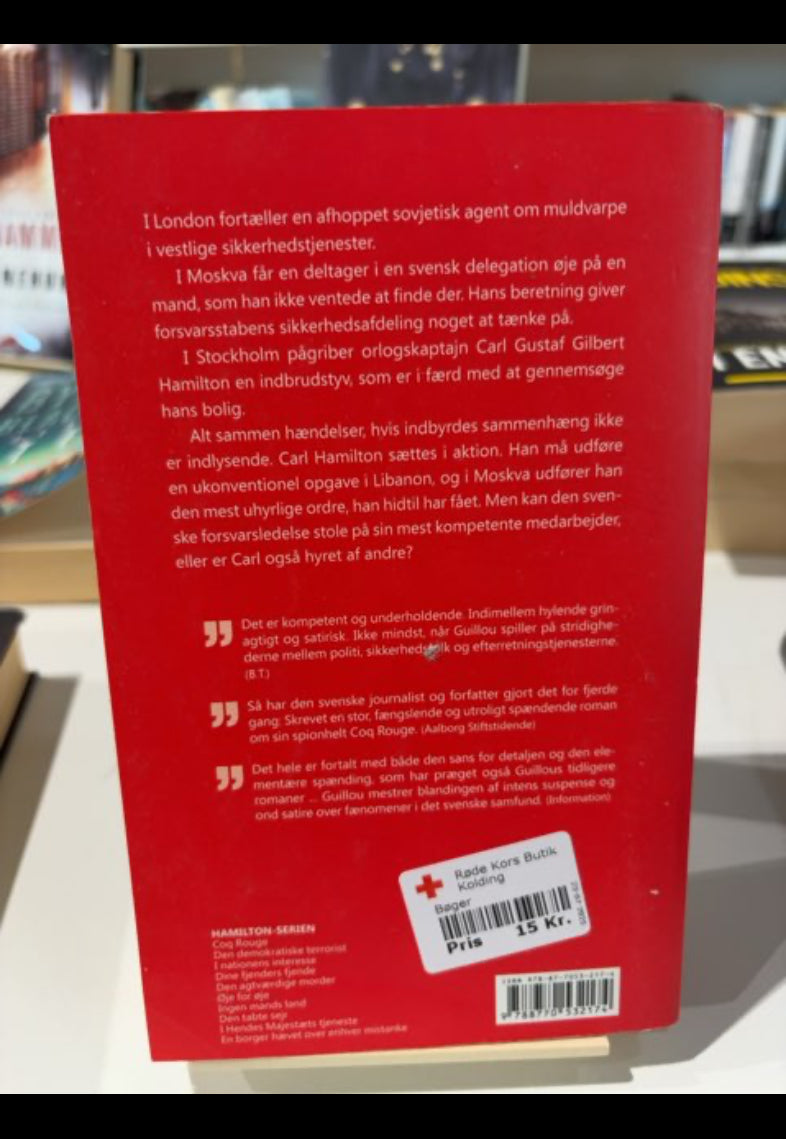 I London fortæller en afhoppet sovjetisk agent om muldvarpe
i vestlige sikkerhedstjenester.
I Moskva får en deltager i en svensk delegation øje på en
mand, som han ikke ventede at finde der. Hans beretning giver
forsvarsstabens sikkerhedsafdeling noget at tænke på.
I Stockholm pågriber orlogskaptajn Carl Gustaf Gilbert
Hamilton en indbrudstyv, som er i færd med at gennemsøge
hans bolig.
Alt sammen hændelser, hvis indbyrdes sammenhæng ikke
er indlysende. Carl Hamilton sættes i aktion. Han må udføre
en ukonventionel opgave i Libanon, og i Moskva udfører han
den mest uhyrlige ordre, han hidtil har fået. Men kan den sven-
ske forsvarsledelse stole på sin mest kompetente medarbejder,
eller er Carl også hyret af andre?
Det er kompetent og underholdende. Indimellem hylende grin-
agtigt og satirisk. Ikke mindst, når Guillou spiller på stridighe-
derne mellem politi, sikkerhedsfolk og efterretningstjenesterne.
(B.T.)
Så har den svenske journalist og forfatter gjort det for fjerde
gang: Skrevet en stor, fængslende og utroligt spændende roman
om sin spionhelt Coq Rouge. (Aalborg Stiftstidende)
Det hele er fortalt med både den sans for detaljen og den ele-
mentære spænding, som har præget også Guillous tidligere
romaner ... Guillou mestrer blandingen af intens suspense og
ond satire over fænomener i det svenske samfund. (Information)
Røde Kors Butik
Kolding
Bøger
Pris 15 Kr.
HAMILTON-SERIEN
Coq Rouge
Den demokratiske terrorist
I nationens interesse
Dine fjenders fjende
Den agtværdige morder
Øje for øje
Ingen mands land
Den tabte sejr
I Hendes Majestæts tjeneste
En borger hævet over enhver mistanke
9 788770 532174